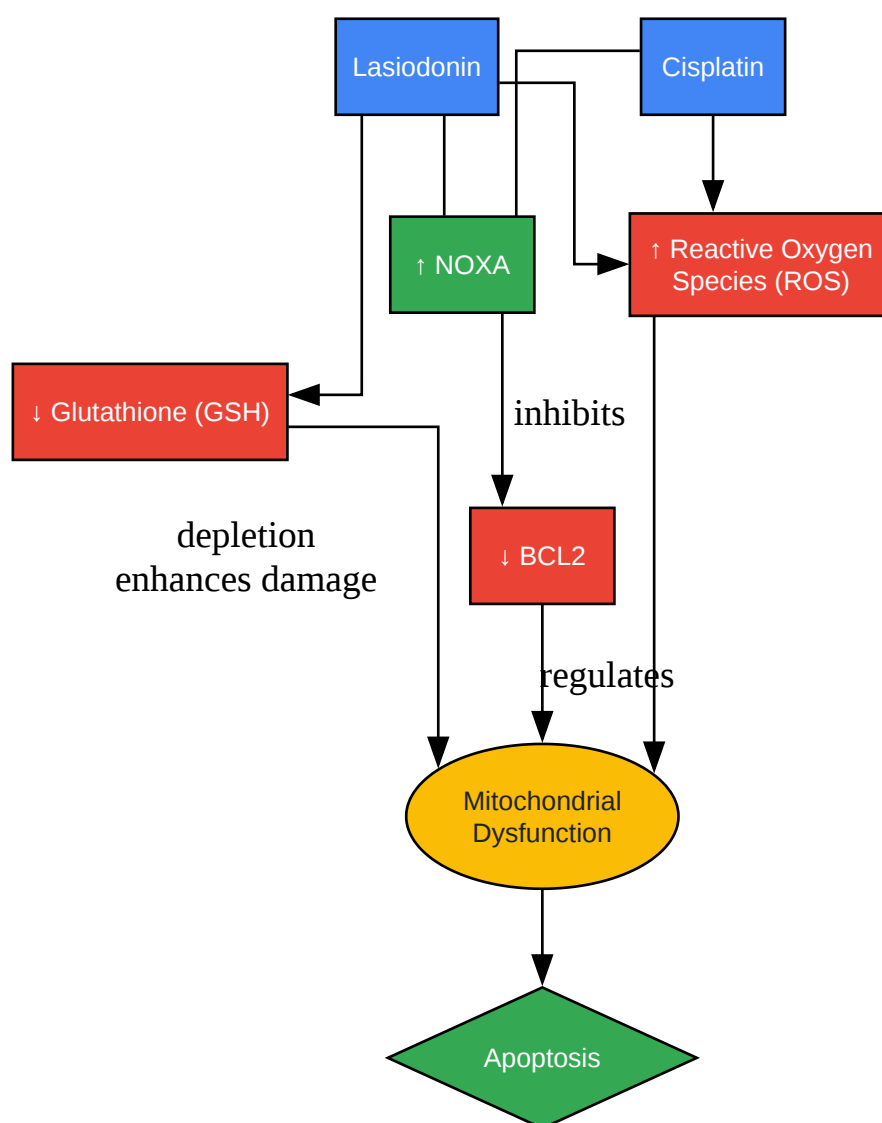 Lasiodonin
Cisplatin
↑ NOXA
↑ Reactive Oxygen
Species (ROS)
↓ Glutathione (GSH)
inhibits
depletion
enhances damage
↓ BCL2
regulates
Mitochondrial
Dysfunction
Apoptosis